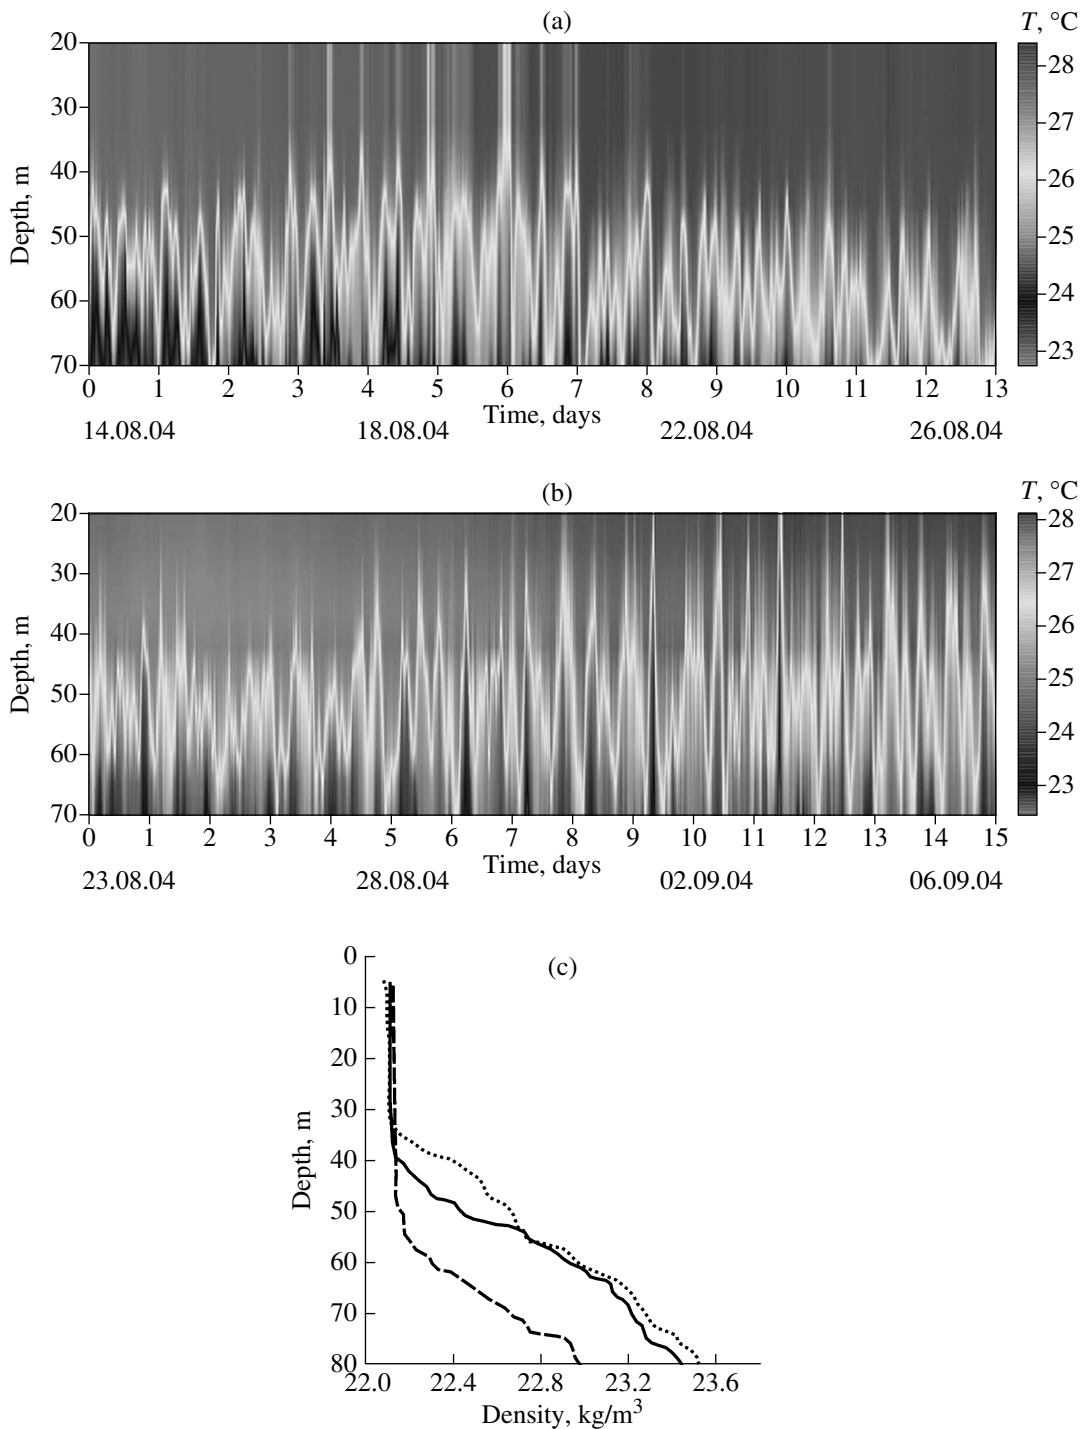 (a)
T, °C
20
30
40
50
60
70
Depth, m
28
27
26
25
24
23
0 1 2 3 4 5 6 7 8 9 10 11 12 13
Time, days
14.08.04 18.08.04 22.08.04 26.08.04
(b)
T, °C
20
30
40
50
60
70
Depth, m
28
27
26
25
24
23
0 1 2 3 4 5 6 7 8 9 10 11 12 13 14 15
Time, days
23.08.04 28.08.04 02.09.04 06.09.04
(c)
0
10
20
30
40
50
60
70
80
Depth, m
22.0 22.4 22.8 23.2 23.6
Density, kg/m³